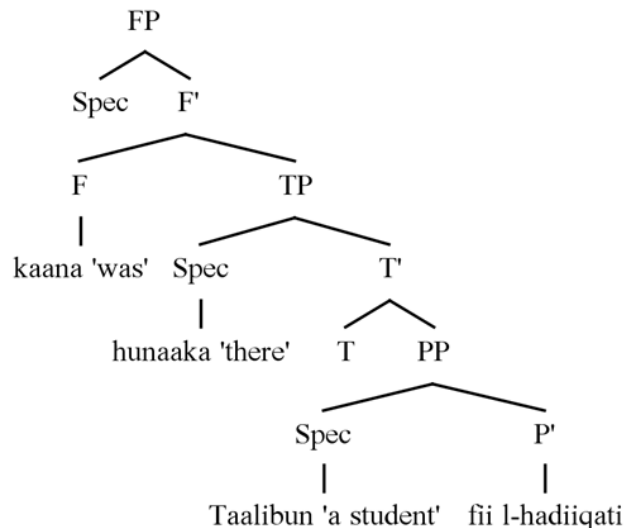 FP
Spec F'
F TP
kaana 'was' Spec T'
hunaaka 'there' T PP
Spec P'
Taalibun 'a student' fii l-hadiiqati